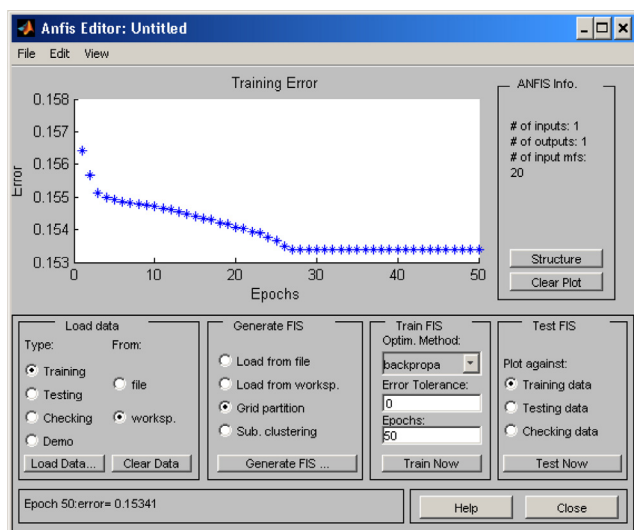 Anfis Editor: Untitled
File Edit View
Training Error
0.158
0.157
0.156
0.155
0.154
0.153
Error
0 10 20 30 40 50
Epochs
ANFIS Info.
# of inputs: 1
# of outputs: 1
# of input mfs:
20
Structure
Clear Plot
Load data
Type: From:
Training
Testing
Checking
Demo
file
worksp.
Load Data... Clear Data
Generate FIS
Load from file
Load from worksp.
Grid partition
Sub. clustering
Generate FIS ...
Train FIS
Optim. Method:
backpropa
Error Tolerance:
0
Epochs:
50
Train Now
Test FIS
Plot against:
Training data
Testing data
Checking data
Test Now
Epoch 50:error= 0.15341
Help Close